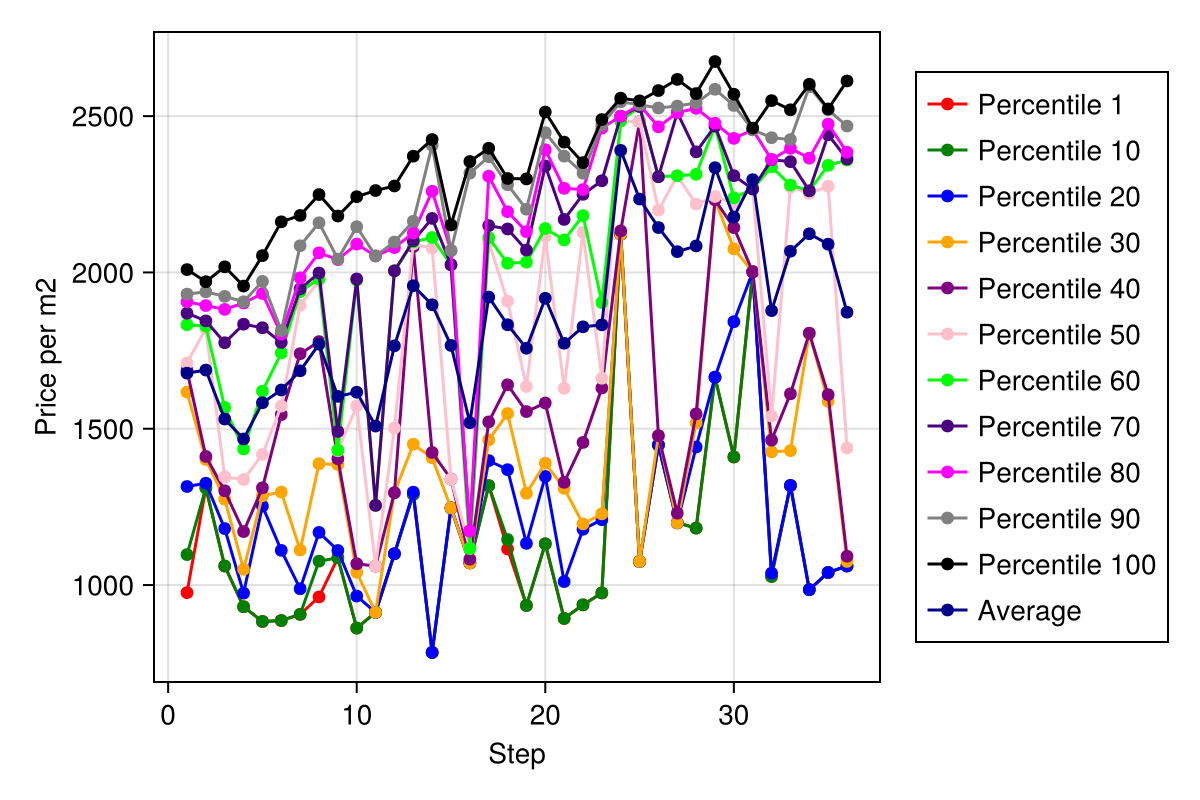 2500
2000
1500
1000
Price per m2
0 10 20 30
Step
Percentile 1
Percentile 10
Percentile 20
Percentile 30
Percentile 40
Percentile 50
Percentile 60
Percentile 70
Percentile 80
Percentile 90
Percentile 100
Average